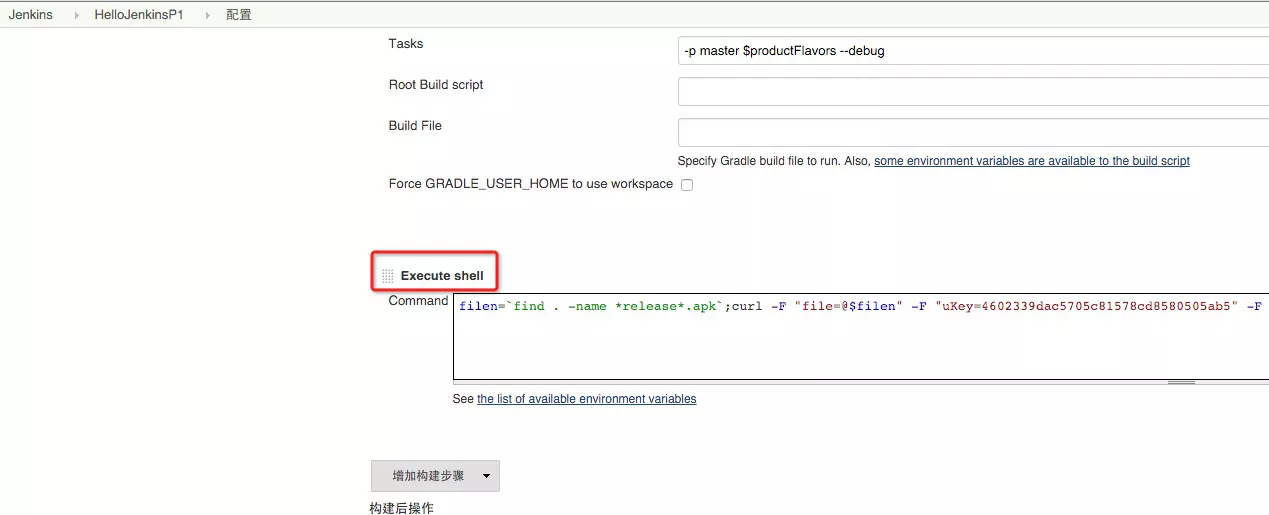 Jenkins HelloJenkinsP1 配置
Tasks
-p master $productFlavors --debug
Root Build script
Build File
Specify Gradle build file to run. Also, some environment variables are available to the build script
Force GRADLE_USER_HOME to use workspace
Execute shell
Command
filen=`find . -name *release*.apk`;curl -F "file=@$filen" -F "uKey=4602339dac5705c81578cd8580505ab5" -F
See the list of available environment variables
增加构建步骤
构建后操作